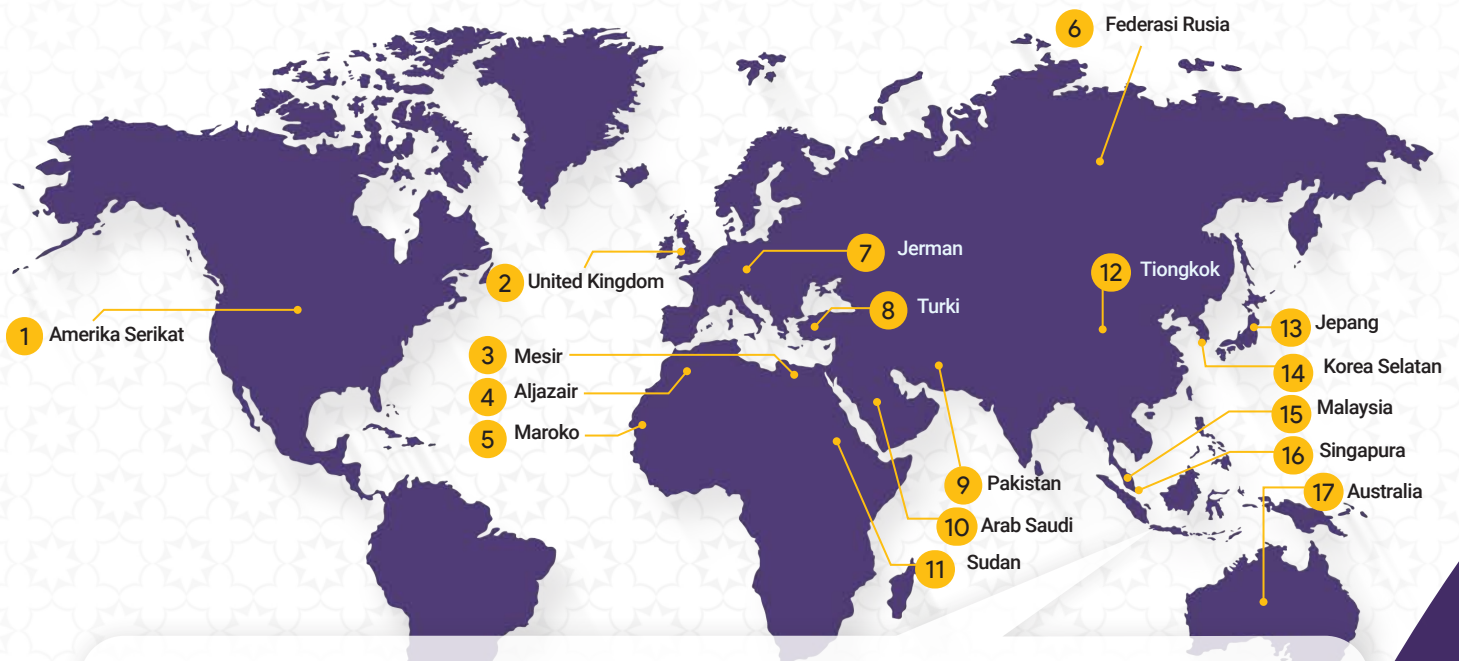 1 Amerika Serikat
2 United Kingdom
3 Mesir
4 Aljazair
5 Maroko
6 Federasi Rusia
7 Jerman
8 Turki
9 Pakistan
10 Arab Saudi
11 Sudan
12 Tiongkok
13 Jepang
14 Korea Selatan
15 Malaysia
16 Singapura
17 Australia